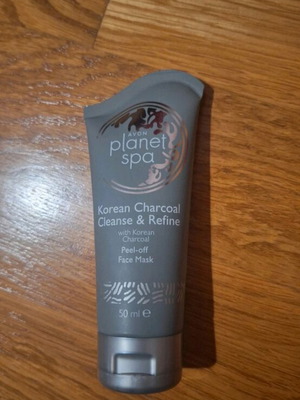 AVON
planet
spa
Korean Charcoal
Cleanse & Refine
with Korean
Charcoal
Peel-off
Face Mask
50 ml e